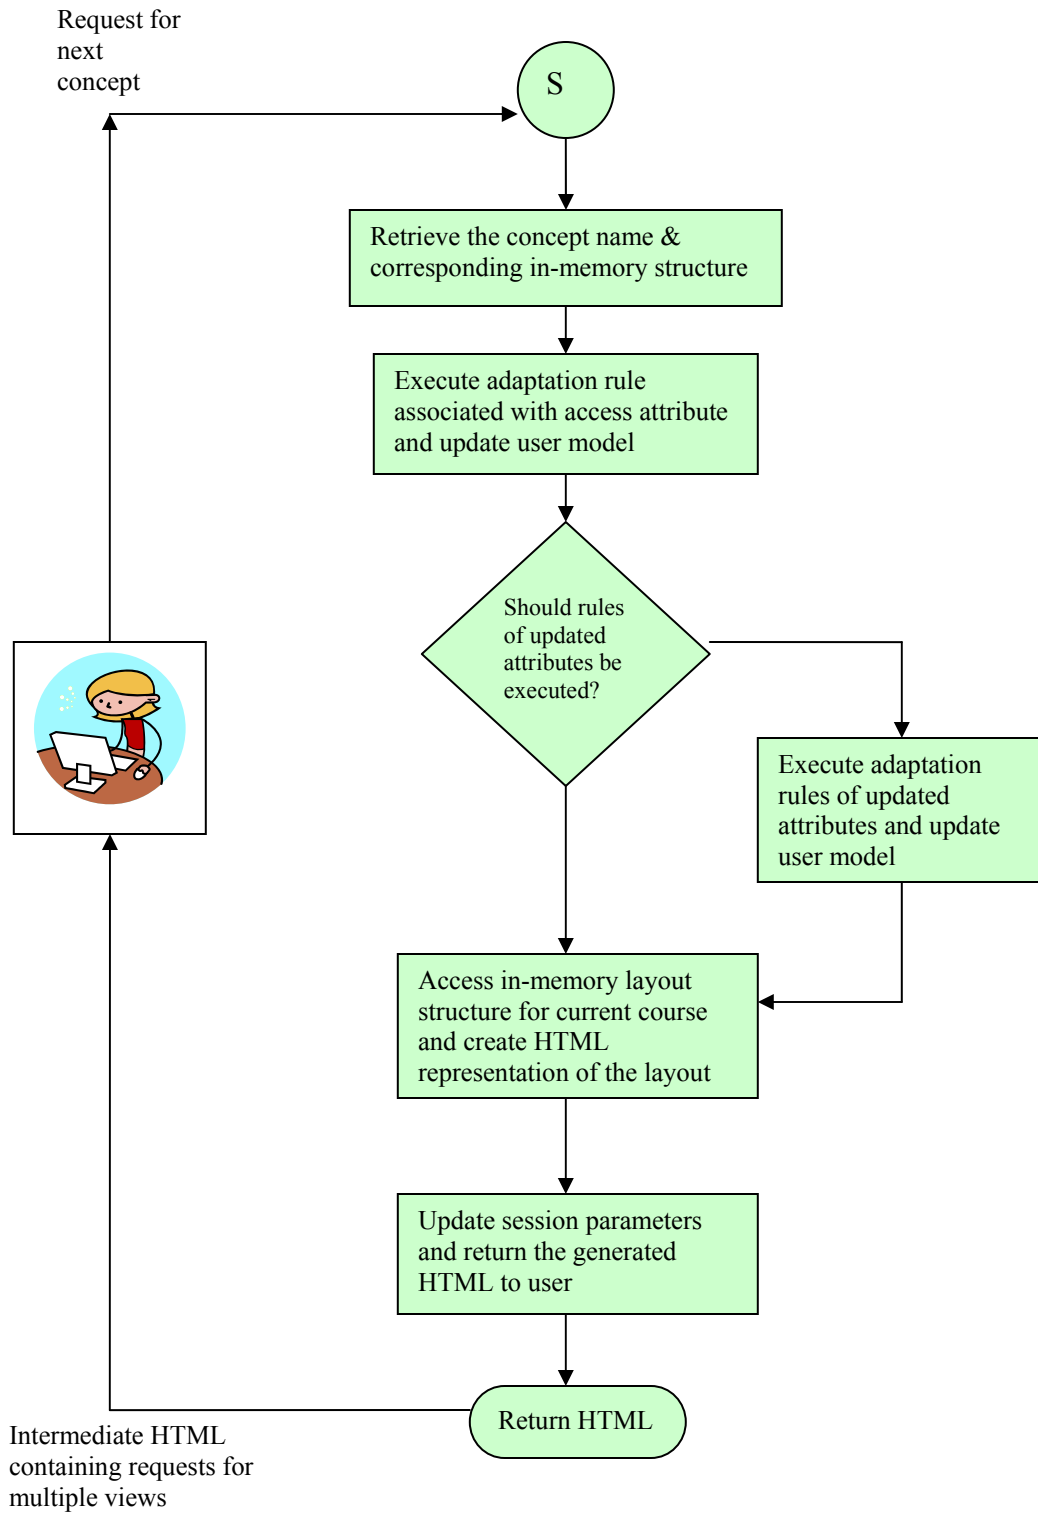 Request for
next
concept
S
Retrieve the concept name &
corresponding in-memory structure
Execute adaptation rule
associated with access attribute
and update user model
Should rules
of updated
attributes be
executed?
Execute adaptation
rules of updated
attributes and update
user model
Access in-memory layout
structure for current course
and create HTML
representation of the layout
Update session parameters
and return the generated
HTML to user
Return HTML
Intermediate HTML
containing requests for
multiple views